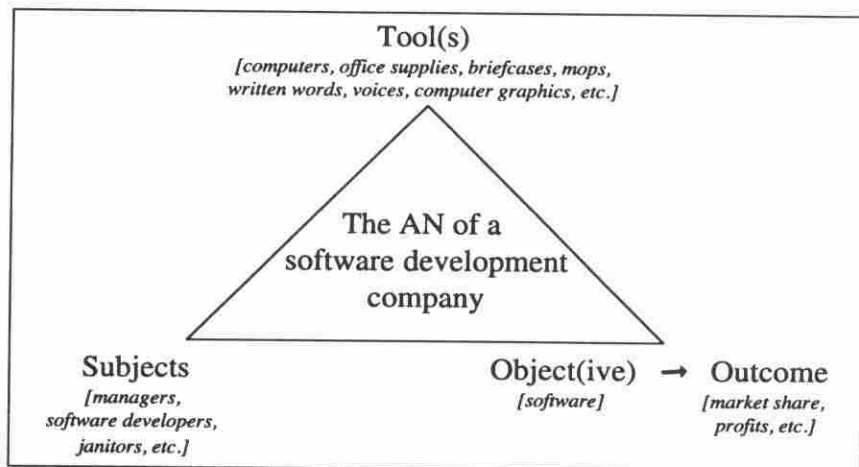 Tool(s)
[computers, office supplies, briefcases, mops,
written words, voices, computer graphics, etc.]
The AN of a
software development
company
Subjects
[managers,
software developers,
janitors, etc.]
Object(ive) → Outcome
[software]
[market share,
profits, etc.]